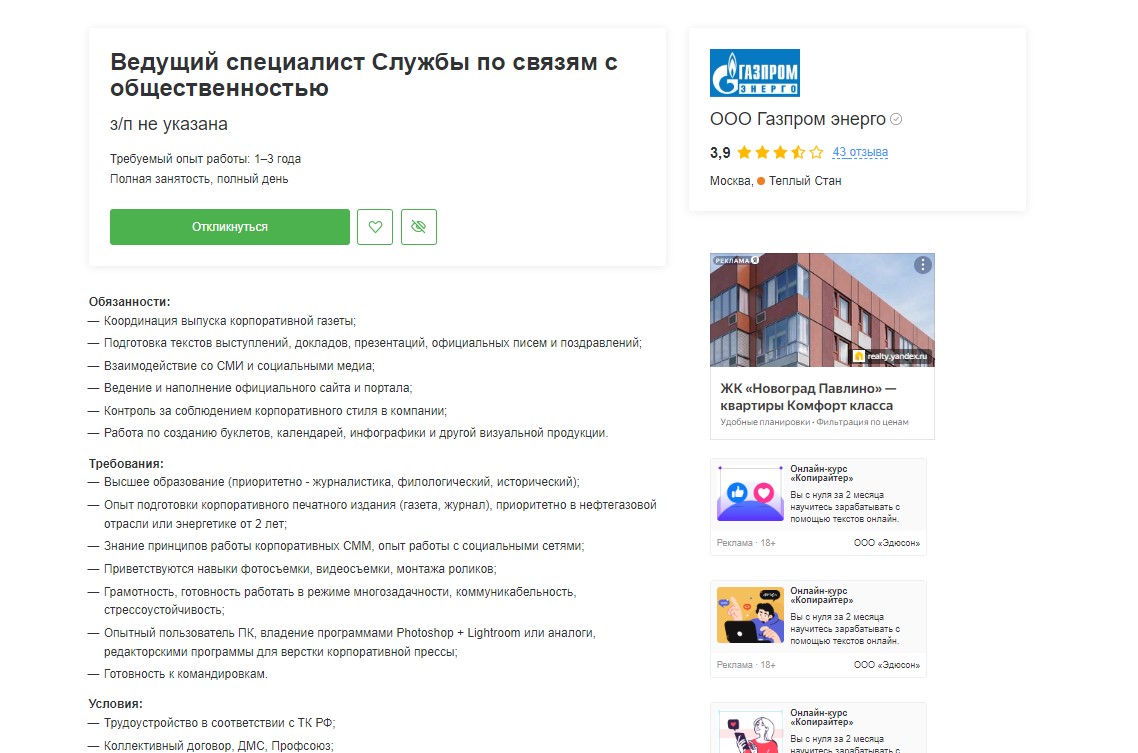 Ведущий специалист Службы по связям с
общественностью
з/п не указана
Требуемый опыт работы: 1–3 года
Полная занятость, полный день
Откликнуться
Обязанности:
— Координация выпуска корпоративной газеты;
— Подготовка текстов выступлений, докладов, презентаций, официальных писем и поздравлений;
— Взаимодействие со СМИ и социальными медиа;
— Ведение и наполнение официального сайта и портала;
— Контроль за соблюдением корпоративного стиля в компании;
— Работа по созданию буклетов, календарей, инфографики и другой визуальной продукции.
Требования:
— Высшее образование (приоритетно - журналистика, филологический, исторический);
— Опыт подготовки корпоративного печатного издания (газета, журнал), приоритетно в нефтегазовой
отрасли или энергетике от 2 лет;
— Знание принципов работы корпоративных СММ, опыт работы с социальными сетями;
— Приветствуются навыки фотосъемки, видеосъемки, монтажа роликов;
— Грамотность, готовность работать в режиме многозадачности, коммуникабельность,
стрессоустойчивость;
— Опытный пользователь ПК, владение программами Photoshop + Lightroom или аналоги,
редакторскими программы для верстки корпоративной прессы;
— Готовность к командировкам.
Условия:
— Трудоустройство в соответствии с ТК РФ;
— Коллективный договор, ДМС, Профсоюз;
ГАЗПРОМ
ЭНЕРГО
ООО Газпром энерго
3,9 43 отзыва
Москва, Теплый Стан
РЕКЛАМА
realty.yandex.ru
ЖК «Новоград Павлино» —
квартиры Комфорт класса
Удобные планировки • Фильтрация по ценам
Онлайн-курс
«Копирайтер»
Вы с нуля за 2 месяца
научитесь зарабатывать с
помощью текстов онлайн.
Реклама · 18+ ООО «Эдюсон»
Онлайн-курс
«Копирайтер»
Вы с нуля за 2 месяца
научитесь зарабатывать с
помощью текстов онлайн.
Реклама · 18+ ООО «Эдюсон»
Онлайн-курс
«Копирайтер»
Вы с нуля за 2 месяца
научитесь зарабатывать с